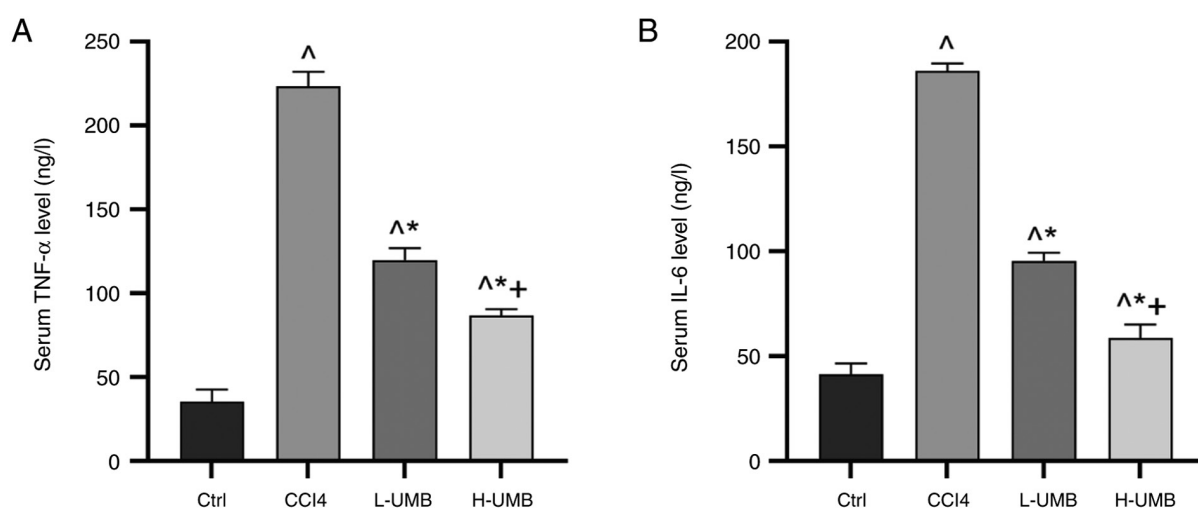 A
Serum TNF-α level (ng/l)
250
200
150
100
50
0
^
^*
^*+
Ctrl CCl4 L-UMB H-UMB
B
Serum IL-6 level (ng/l)
200
150
100
50
0
^
^*
^*+
Ctrl CCl4 L-UMB H-UMB